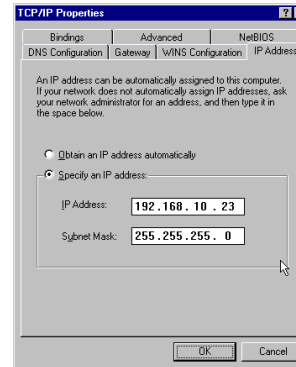 TCP/IP Properties ?
Bindings Advanced NetBIOS
DNS Configuration Gateway WINS Configuration IP Address
An IP address can be automatically assigned to this computer.
If your network does not automatically assign IP addresses, ask
your network administrator for an address, and then type it in
the space below.
Obtain an IP address automatically
Specify an IP address:
IP Address: 192.168.10.23
Subnet Mask: 255.255.255.0
OK Cancel